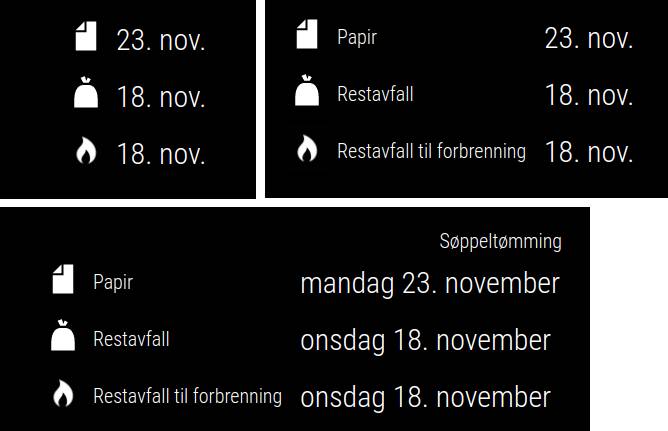 23. nov.
18. nov.
18. nov.
Papir 23. nov.
Restavfall 18. nov.
Restavfall til forbrenning 18. nov.
Søppeltømming
Papir mandag 23. november
Restavfall onsdag 18. november
Restavfall til forbrenning onsdag 18. november